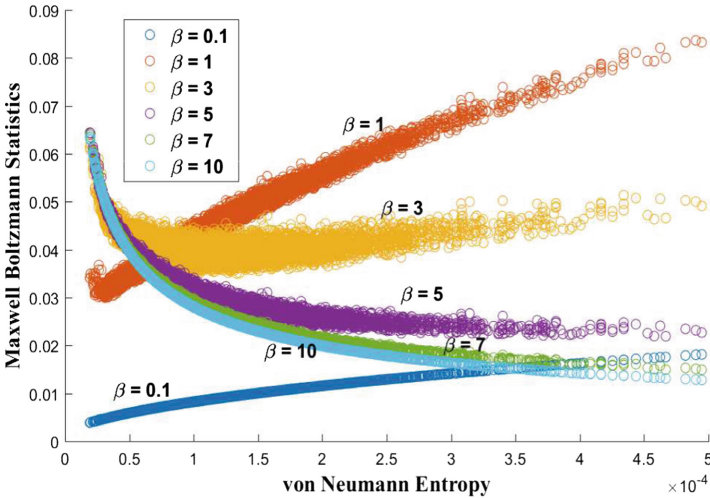 0.09
0.08
0.07
0.06
0.05
0.04
0.03
0.02
0.01
0
Maxwell Boltzmann Statistics
β = 0.1
β = 1
β = 3
β = 5
β = 7
β = 10
β = 1
β = 3
β = 5
β = 7
β = 10
β = 0.1
0 0.5 1 1.5 2 2.5 3 3.5 4 4.5 5
von Neumann Entropy
×10⁻⁴